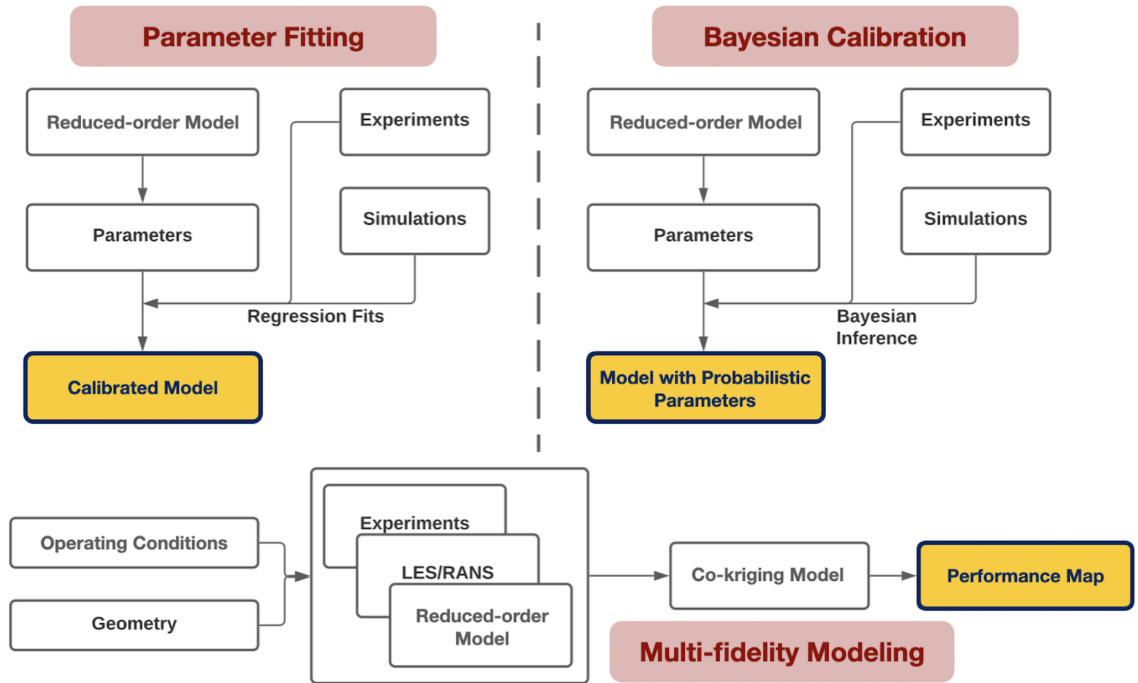 Parameter Fitting
Reduced-order Model
Experiments
Parameters
Simulations
Regression Fits
Calibrated Model
Bayesian Calibration
Reduced-order Model
Experiments
Parameters
Simulations
Bayesian
Inference
Model with Probabilistic
Parameters
Operating Conditions
Geometry
Experiments
LES/RANS
Reduced-order
Model
Co-kriging Model
Performance Map
Multi-fidelity Modeling